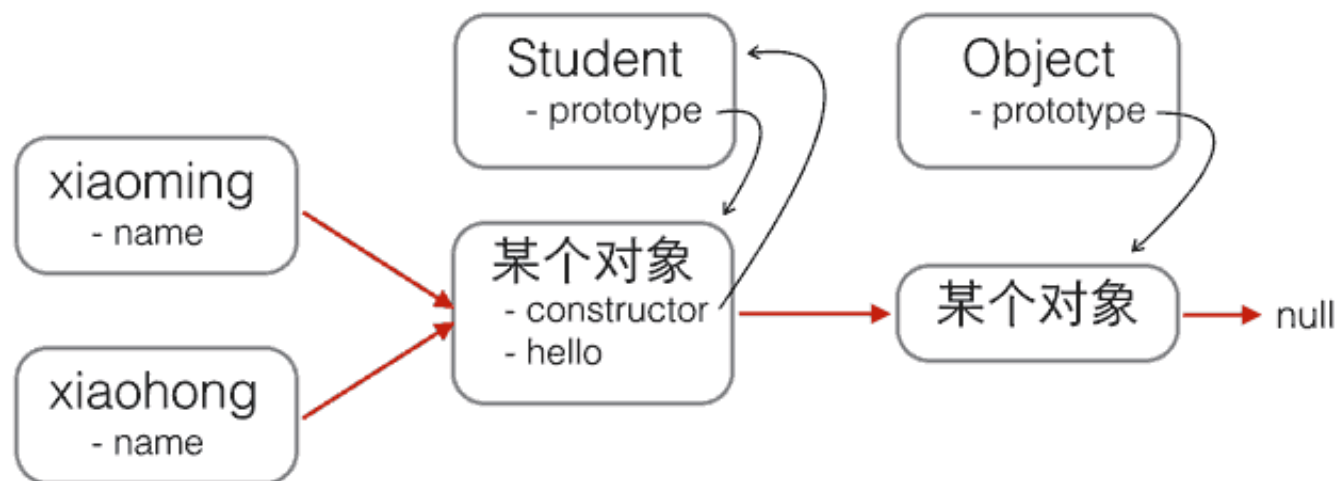 Student
- prototype
Object
- prototype
xiaoming
- name
某个对象
- constructor
- hello
某个对象
null
xiaohong
- name